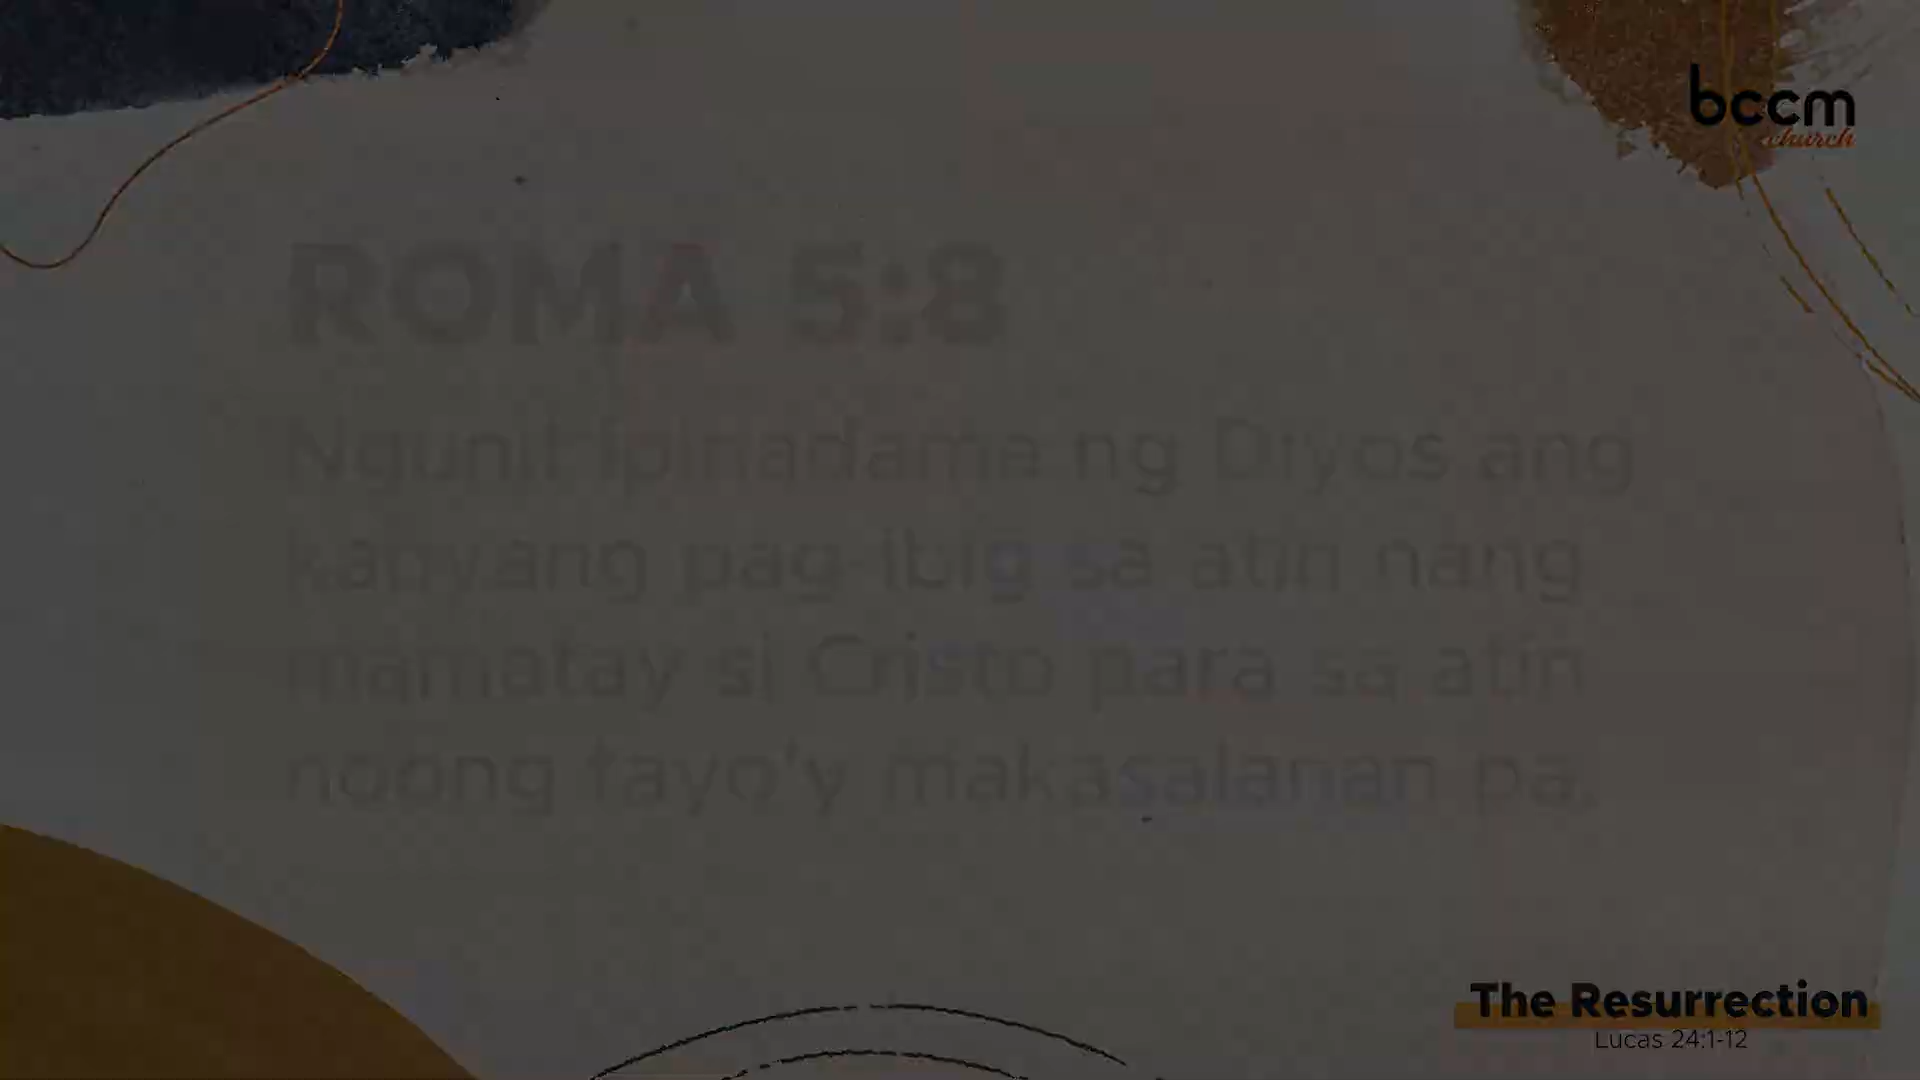 bccm
church
ROMA 5:8
Ngunit ipinadama ng Diyos ang
kanyang pag-ibig sa atin nang
mamatay si Cristo para sa atin
noong tayo'y makasalanan pa.
The Resurrection
Lucas 24:1-12